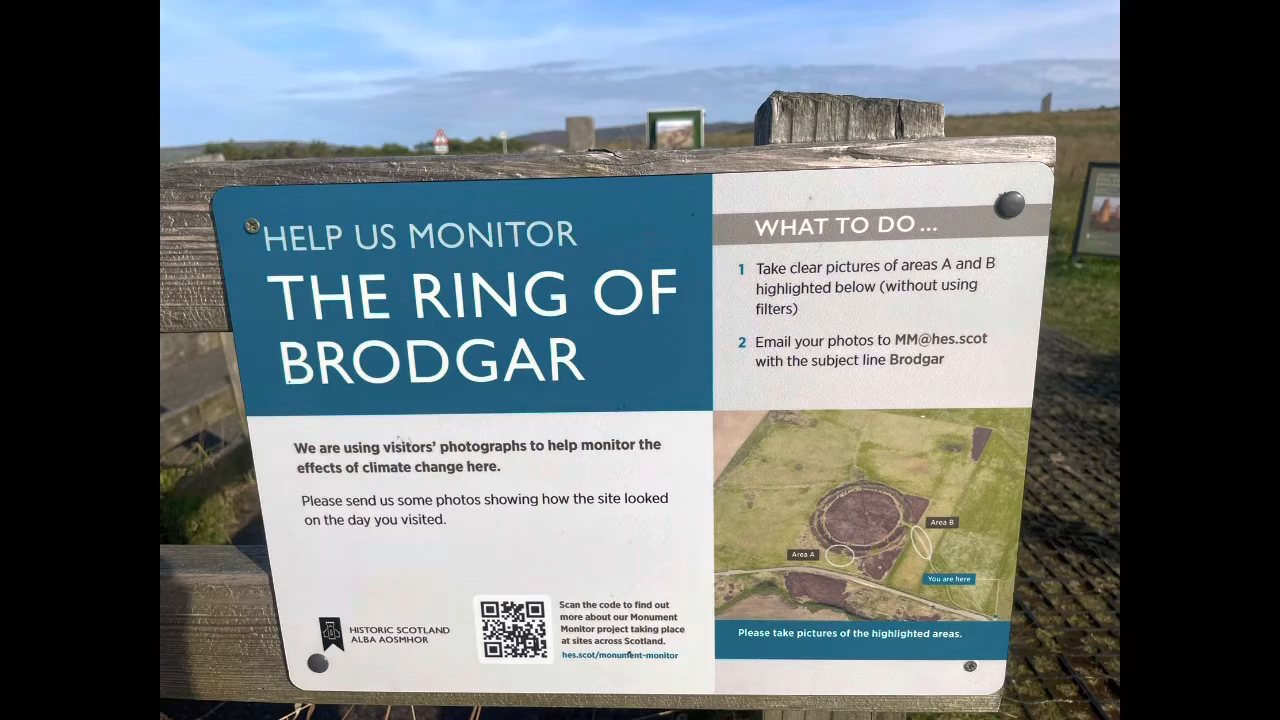 HELP US MONITOR
THE RING OF
BRODGAR
We are using visitors' photographs to help monitor the
effects of climate change here.
Please send us some photos showing how the site looked
on the day you visited.
HISTORIC SCOTLAND
ALBA AOSMHOR
Scan the code to find out
more about our Monument
Monitor project taking place
at sites across Scotland.
hes.scot/monument-monitor
WHAT TO DO...
1 Take clear pictures of areas A and B
highlighted below (without using
filters)
2 Email your photos to MM@hes.scot
with the subject line Brodgar
Area B
Area A
You are here
Please take pictures of the highlighted areas.